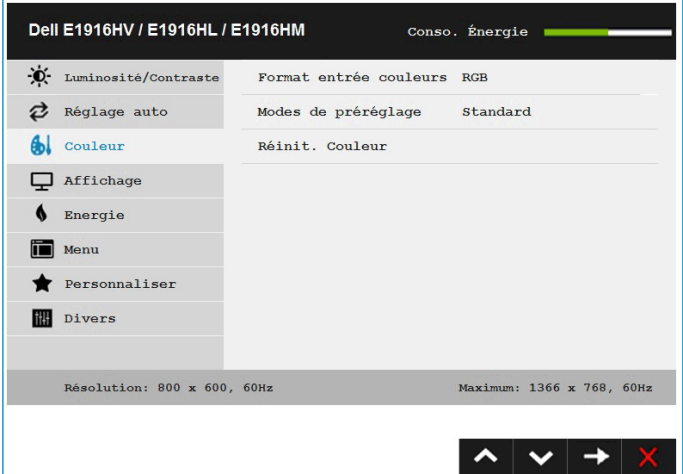 Dell E1916HV / E1916HL / E1916HM Conso. Énergie
Luminosité/Contraste Format entrée couleurs RGB
Réglage auto Modes de préréglage Standard
Couleur Réinit. Couleur
Affichage
Energie
Menu
Personnaliser
Divers
Résolution: 800 x 600, 60Hz Maximum: 1366 x 768, 60Hz